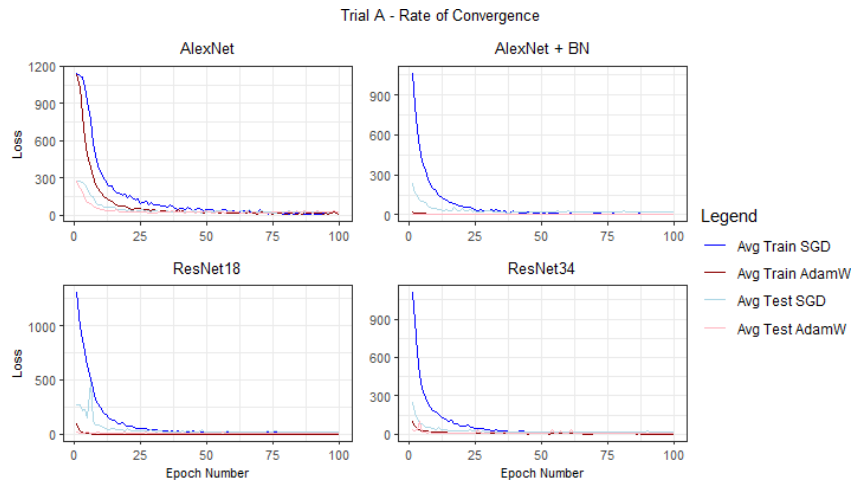 Trial A - Rate of Convergence
AlexNet
AlexNet + BN
1200
900
600
300
0
Loss
0 25 50 75 100
900
600
300
0
0 25 50 75 100
Legend
Avg Train SGD
Avg Train AdamW
Avg Test SGD
Avg Test AdamW
ResNet18
ResNet34
1000
500
0
Loss
0 25 50 75 100
Epoch Number
900
600
300
0
0 25 50 75 100
Epoch Number